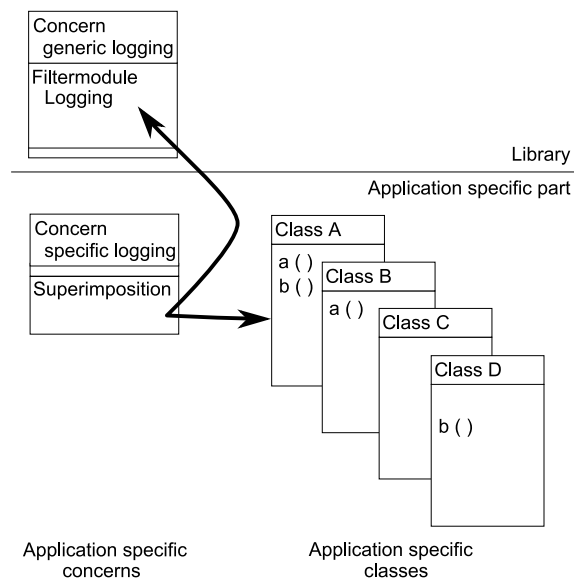 Concern
generic logging
Filtermodule
Logging
Library
Application specific part
Concern
specific logging
Superimposition
Class A
a ( )
b ( )
Class B
a ( )
Class C
Class D
b ( )
Application specific
concerns
Application specific
classes